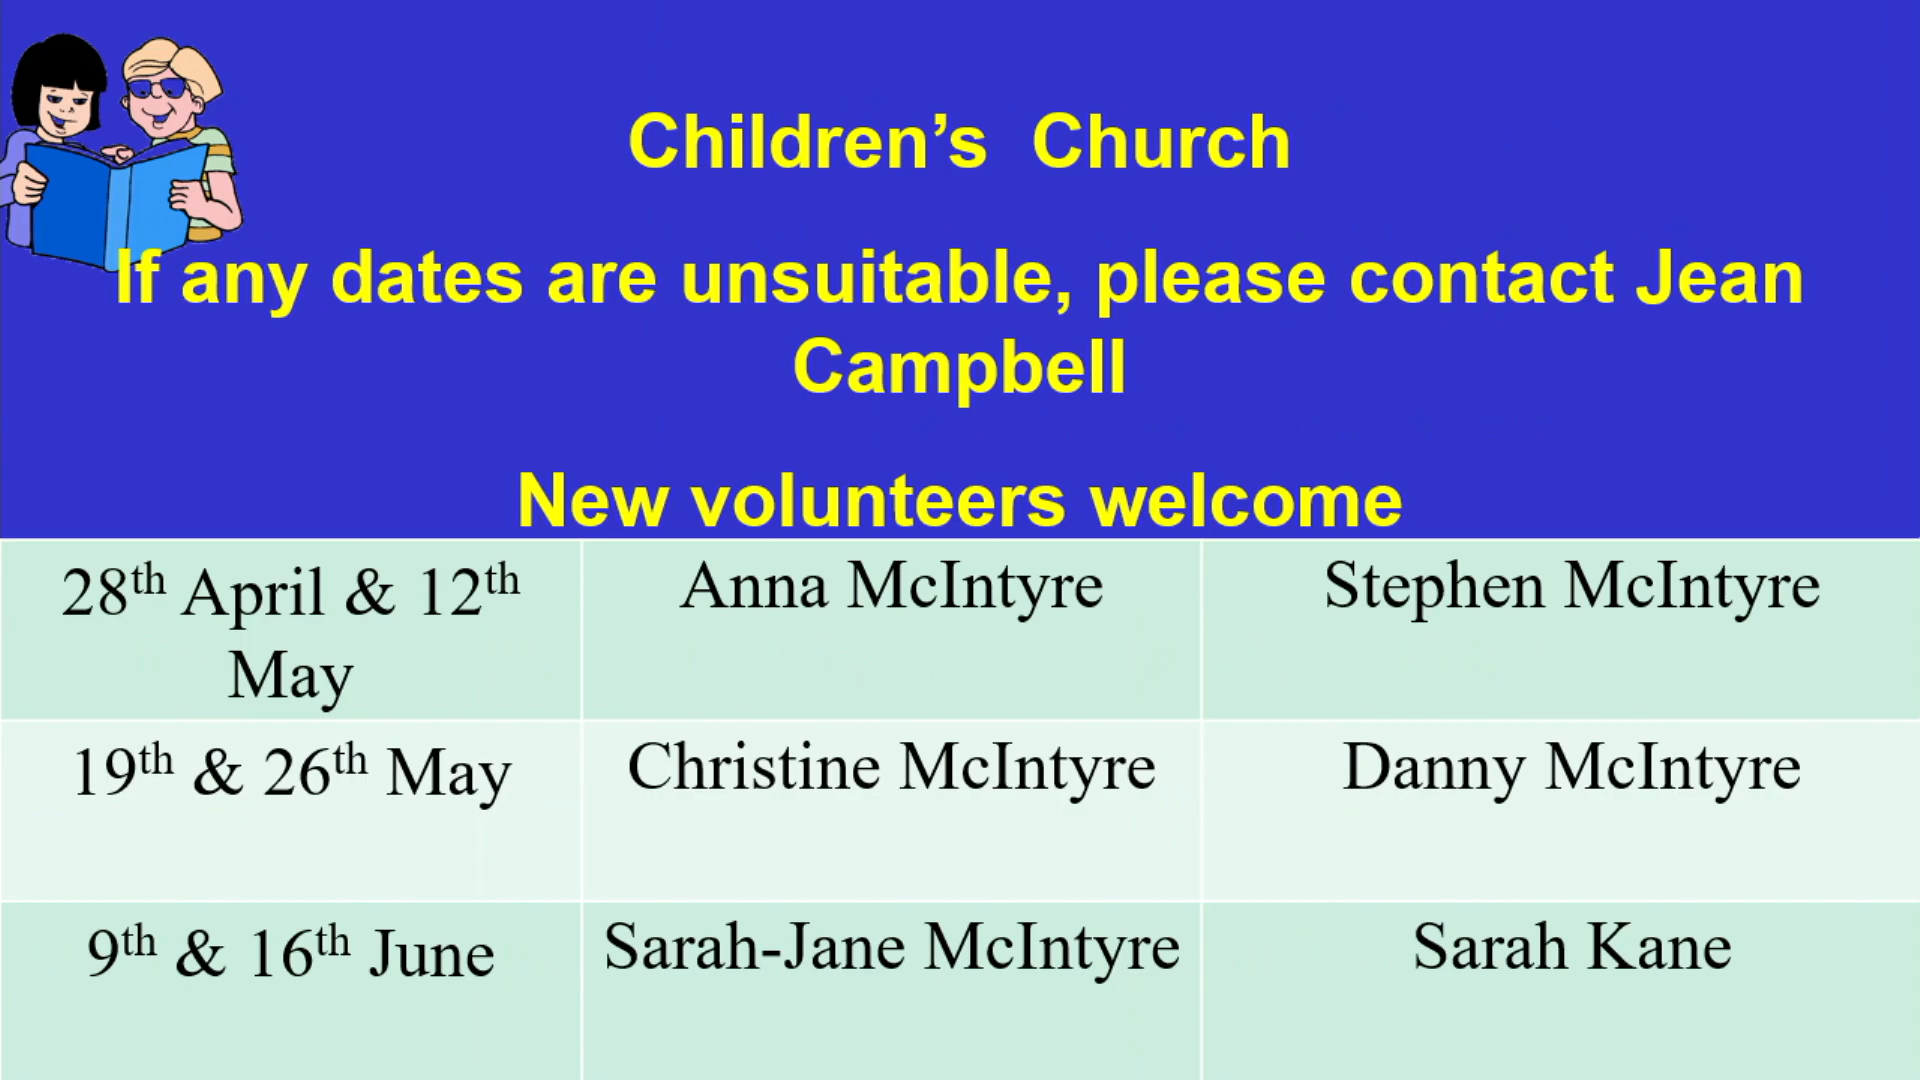 Children’s  Church
If any dates are unsuitable, please contact Jean
Campbell
New volunteers welcome
28th April & 12th
May
Anna McIntyre
Stephen McIntyre
19th & 26th May
Christine McIntyre
Danny McIntyre
9th & 16th June
Sarah-Jane McIntyre
Sarah Kane